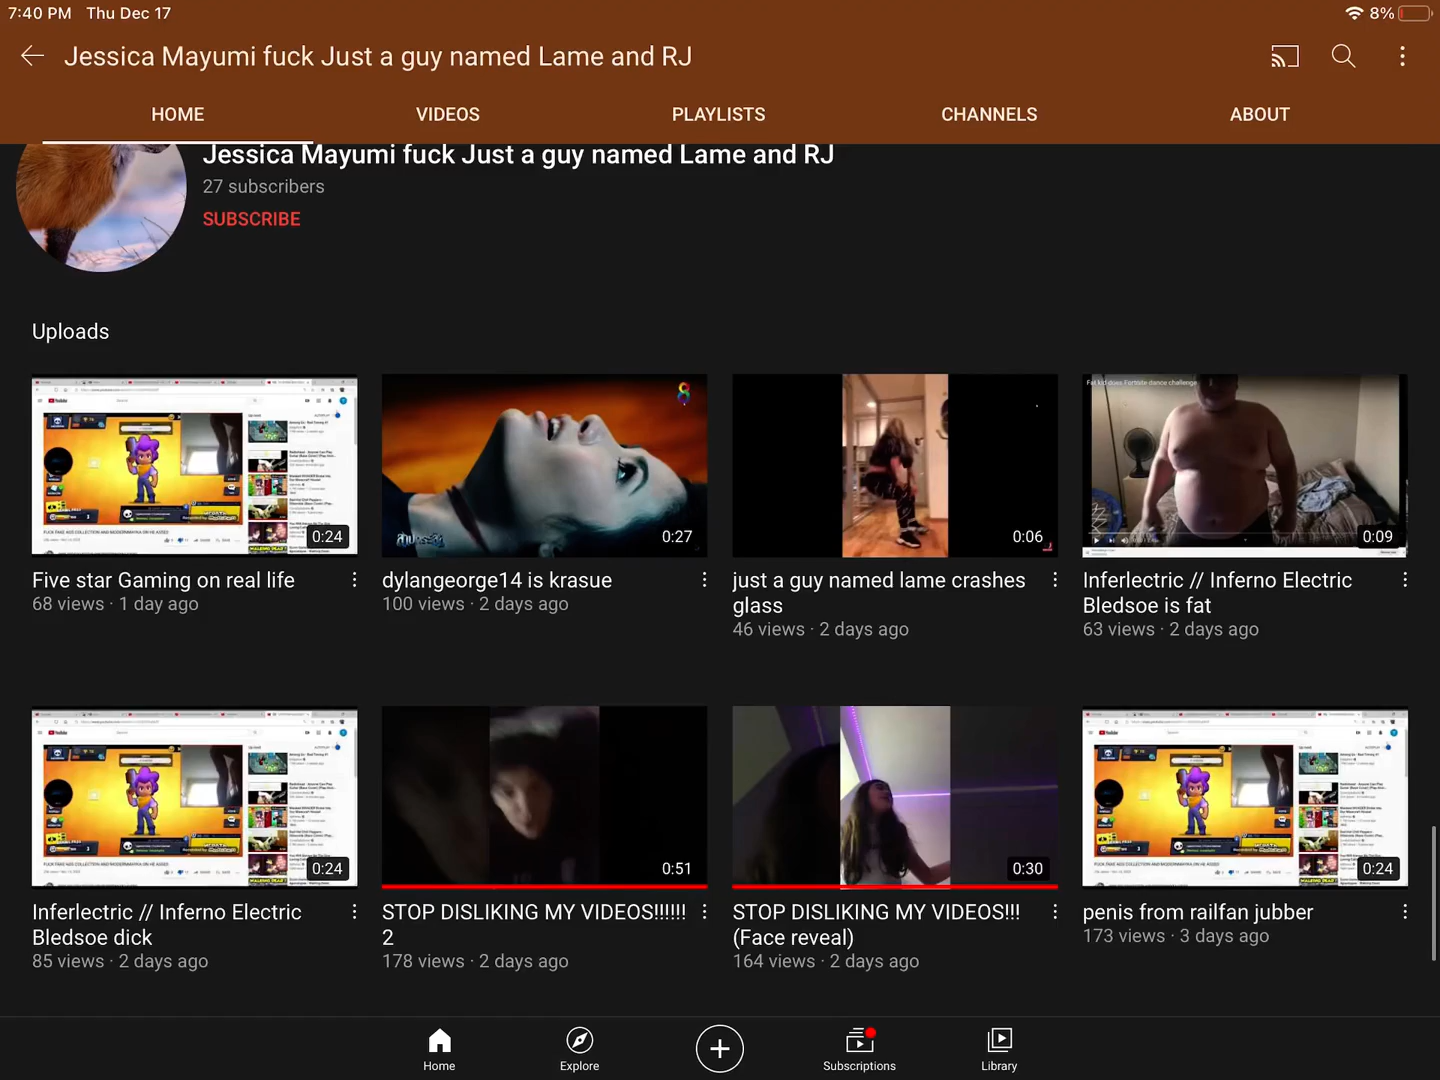 7:40 PM Thu Dec 17
8%
Jessica Mayumi fuck Just a guy named Lame and RJ
HOME VIDEOS PLAYLISTS CHANNELS ABOUT
Jessica Mayumi fuck Just a guy named Lame and RJ
27 subscribers
SUBSCRIBE
Uploads
0:24
0:27
0:06
Fat kid does Fortnite dance challenge
0:09
Five star Gaming on real life
68 views · 1 day ago
dylangeorge14 is krasue
100 views · 2 days ago
just a guy named lame crashes
glass
46 views · 2 days ago
Inferlectric // Inferno Electric
Bledsoe is fat
63 views · 2 days ago
0:24
0:51
0:30
0:24
Inferlectric // Inferno Electric
Bledsoe dick
85 views · 2 days ago
STOP DISLIKING MY VIDEOS!!!!!!
2
178 views · 2 days ago
STOP DISLIKING MY VIDEOS!!!
(Face reveal)
164 views · 2 days ago
penis from railfan jubber
173 views · 3 days ago
Home Explore Subscriptions Library